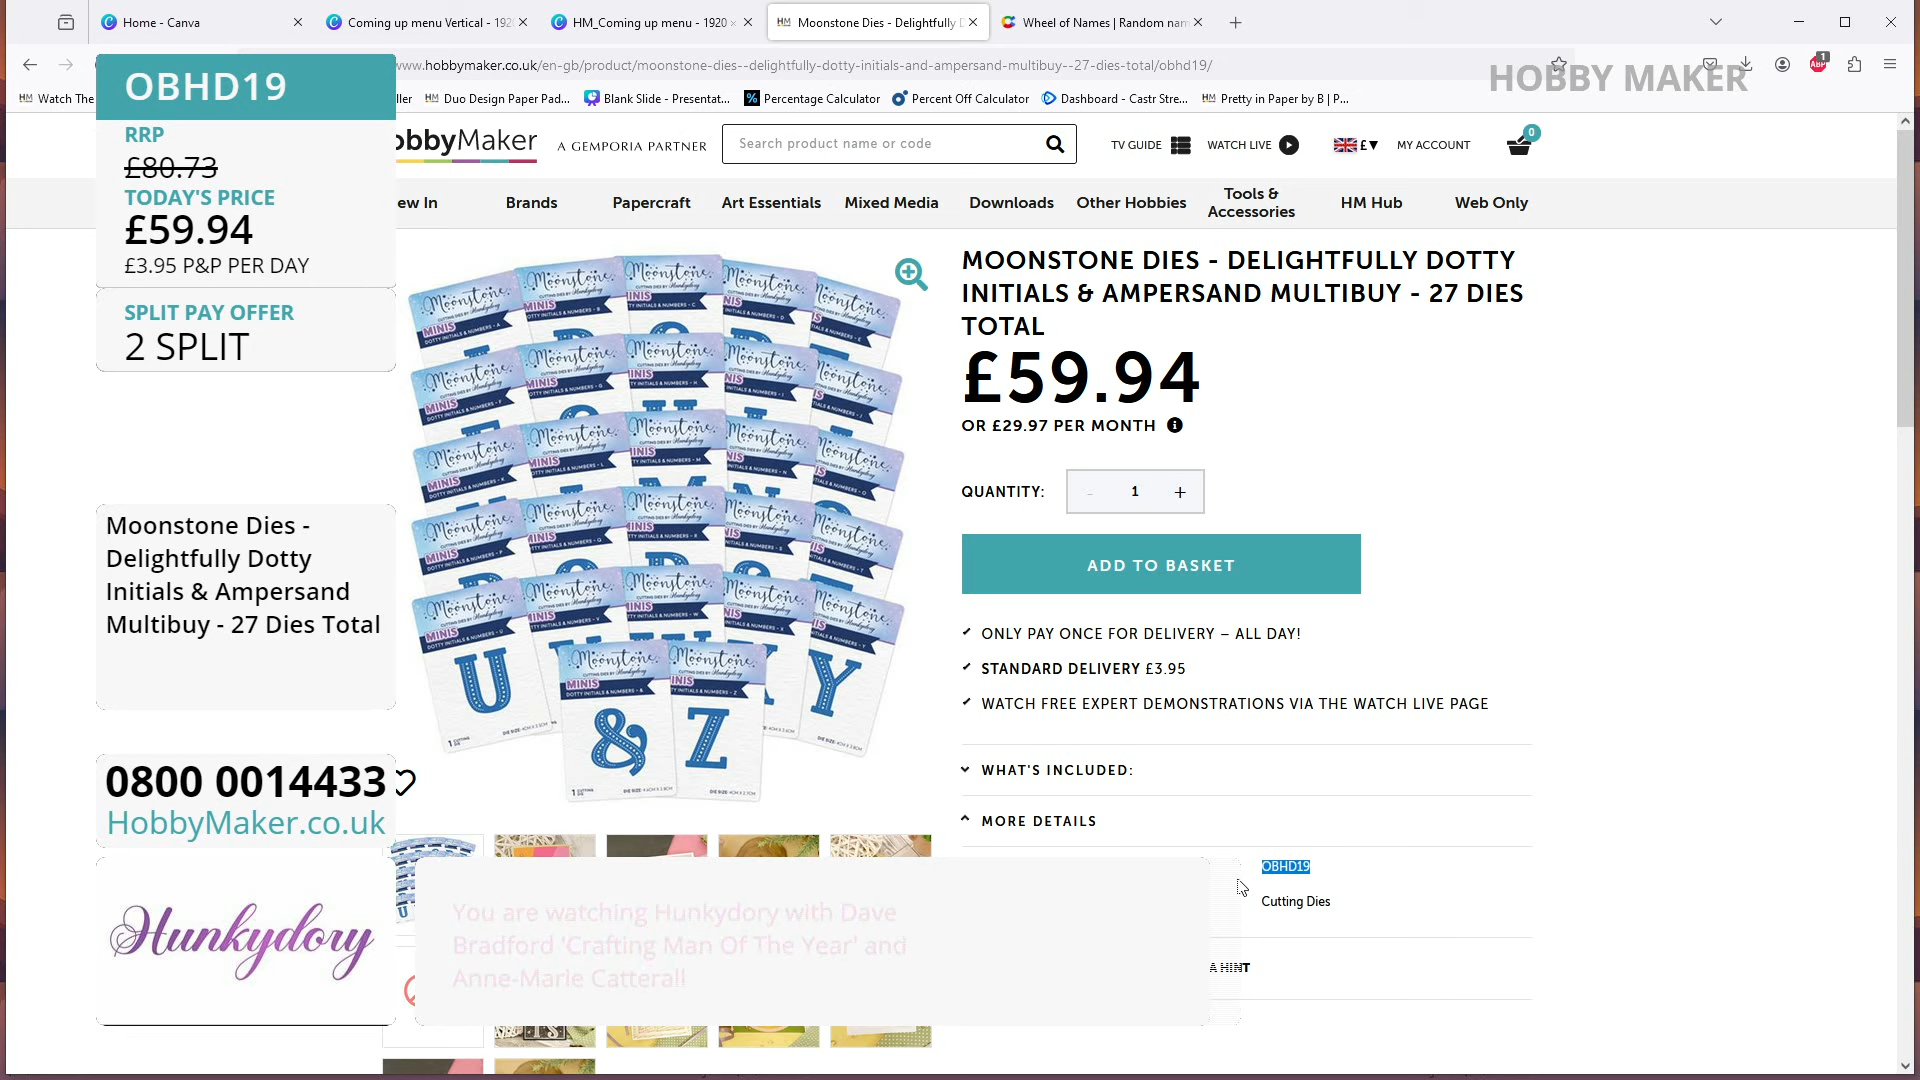 Home - Canva
Coming up menu Vertical - 192
HM_Coming up menu - 1920 ×
HM Moonstone Dies - Delightfully D
Wheel of Names | Random nam
www.hobbymaker.co.uk/en-gb/product/moonstone-dies--delightfully-dotty-initials-and-ampersand-multibuy--27-dies-total/obhd19/
HOBBY MAKER
HM Watch The
HM Duo Design Paper Pad...
Blank Slide - Presentat...
% Percentage Calculator
Percent Off Calculator
Dashboard - Castr Stre...
HM Pretty in Paper by B | P...
OBHD19
RRP
£80.73
TODAY'S PRICE
£59.94
£3.95 P&P PER DAY
SPLIT PAY OFFER
2 SPLIT
obbyMaker
A GEMPORIA PARTNER
Search product name or code
TV GUIDE
WATCH LIVE
£▼
MY ACCOUNT
0
ew In
Brands
Papercraft
Art Essentials
Mixed Media
Downloads
Other Hobbies
Tools &
Accessories
HM Hub
Web Only
MOONSTONE DIES - DELIGHTFULLY DOTTY
INITIALS & AMPERSAND MULTIBUY - 27 DIES
TOTAL
£59.94
OR £29.97 PER MONTH
QUANTITY:
- 1 +
ADD TO BASKET
ONLY PAY ONCE FOR DELIVERY – ALL DAY!
STANDARD DELIVERY £3.95
WATCH FREE EXPERT DEMONSTRATIONS VIA THE WATCH LIVE PAGE
WHAT'S INCLUDED:
MORE DETAILS
OBHD19
Cutting Dies
A HINT
Moonstone.
MINIS
U
Y
&
Z
Moonstone Dies -
Delightfully Dotty
Initials & Ampersand
Multibuy - 27 Dies Total
0800 0014433
HobbyMaker.co.uk
Hunkydory
You are watching Hunkydory with Dave
Bradford 'Crafting Man Of The Year' and
Anne-Marie Catterall